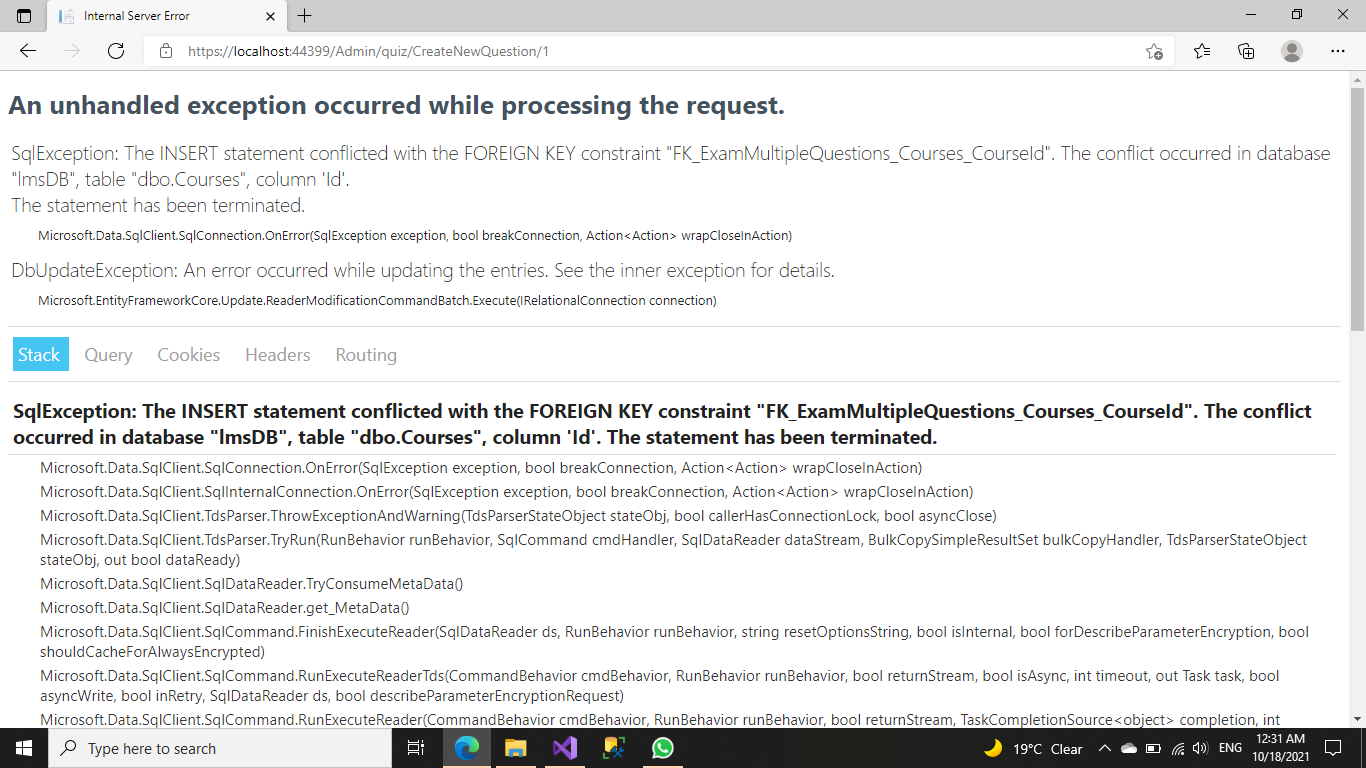 Internal Server Error
https://localhost:44399/Admin/quiz/CreateNewQuestion/1
An unhandled exception occurred while processing the request.
SqlException: The INSERT statement conflicted with the FOREIGN KEY constraint "FK_ExamMultipleQuestions_Courses_CourseId". The conflict occurred in database
"lmsDB", table "dbo.Courses", column 'Id'.
The statement has been terminated.
Microsoft.Data.SqlClient.SqlConnection.OnError(SqlException exception, bool breakConnection, Action<Action> wrapCloseInAction)
DbUpdateException: An error occurred while updating the entries. See the inner exception for details.
Microsoft.EntityFrameworkCore.Update.ReaderModificationCommandBatch.Execute(IRelationalConnection connection)
Stack Query Cookies Headers Routing
SqlException: The INSERT statement conflicted with the FOREIGN KEY constraint "FK_ExamMultipleQuestions_Courses_CourseId". The conflict
occurred in database "lmsDB", table "dbo.Courses", column 'Id'. The statement has been terminated.
Microsoft.Data.SqlClient.SqlConnection.OnError(SqlException exception, bool breakConnection, Action<Action> wrapCloseInAction)
Microsoft.Data.SqlClient.SqlInternalConnection.OnError(SqlException exception, bool breakConnection, Action<Action> wrapCloseInAction)
Microsoft.Data.SqlClient.TdsParser.ThrowExceptionAndWarning(TdsParserStateObject stateObj, bool callerHasConnectionLock, bool asyncClose)
Microsoft.Data.SqlClient.TdsParser.TryRun(RunBehavior runBehavior, SqlCommand cmdHandler, SqlDataReader dataStream, BulkCopySimpleResultSet bulkCopyHandler, TdsParserStateObject
stateObj, out bool dataReady)
Microsoft.Data.SqlClient.SqlDataReader.TryConsumeMetaData()
Microsoft.Data.SqlClient.SqlDataReader.get_MetaData()
Microsoft.Data.SqlClient.SqlCommand.FinishExecuteReader(SqlDataReader ds, RunBehavior runBehavior, string resetOptionsString, bool isInternal, bool forDescribeParameterEncryption, bool
shouldCacheForAlwaysEncrypted)
Microsoft.Data.SqlClient.SqlCommand.RunExecuteReaderTds(CommandBehavior cmdBehavior, RunBehavior runBehavior, bool returnStream, bool isAsync, int timeout, out Task task, bool
asyncWrite, bool inRetry, SqlDataReader ds, bool describeParameterEncryptionRequest)
Microsoft.Data.SqlClient.SqlCommand.RunExecuteReader(CommandBehavior cmdBehavior, RunBehavior runBehavior, bool returnStream, TaskCompletionSource<object> completion, int
Type here to search
19°C Clear
ENG
12:31 AM
10/18/2021